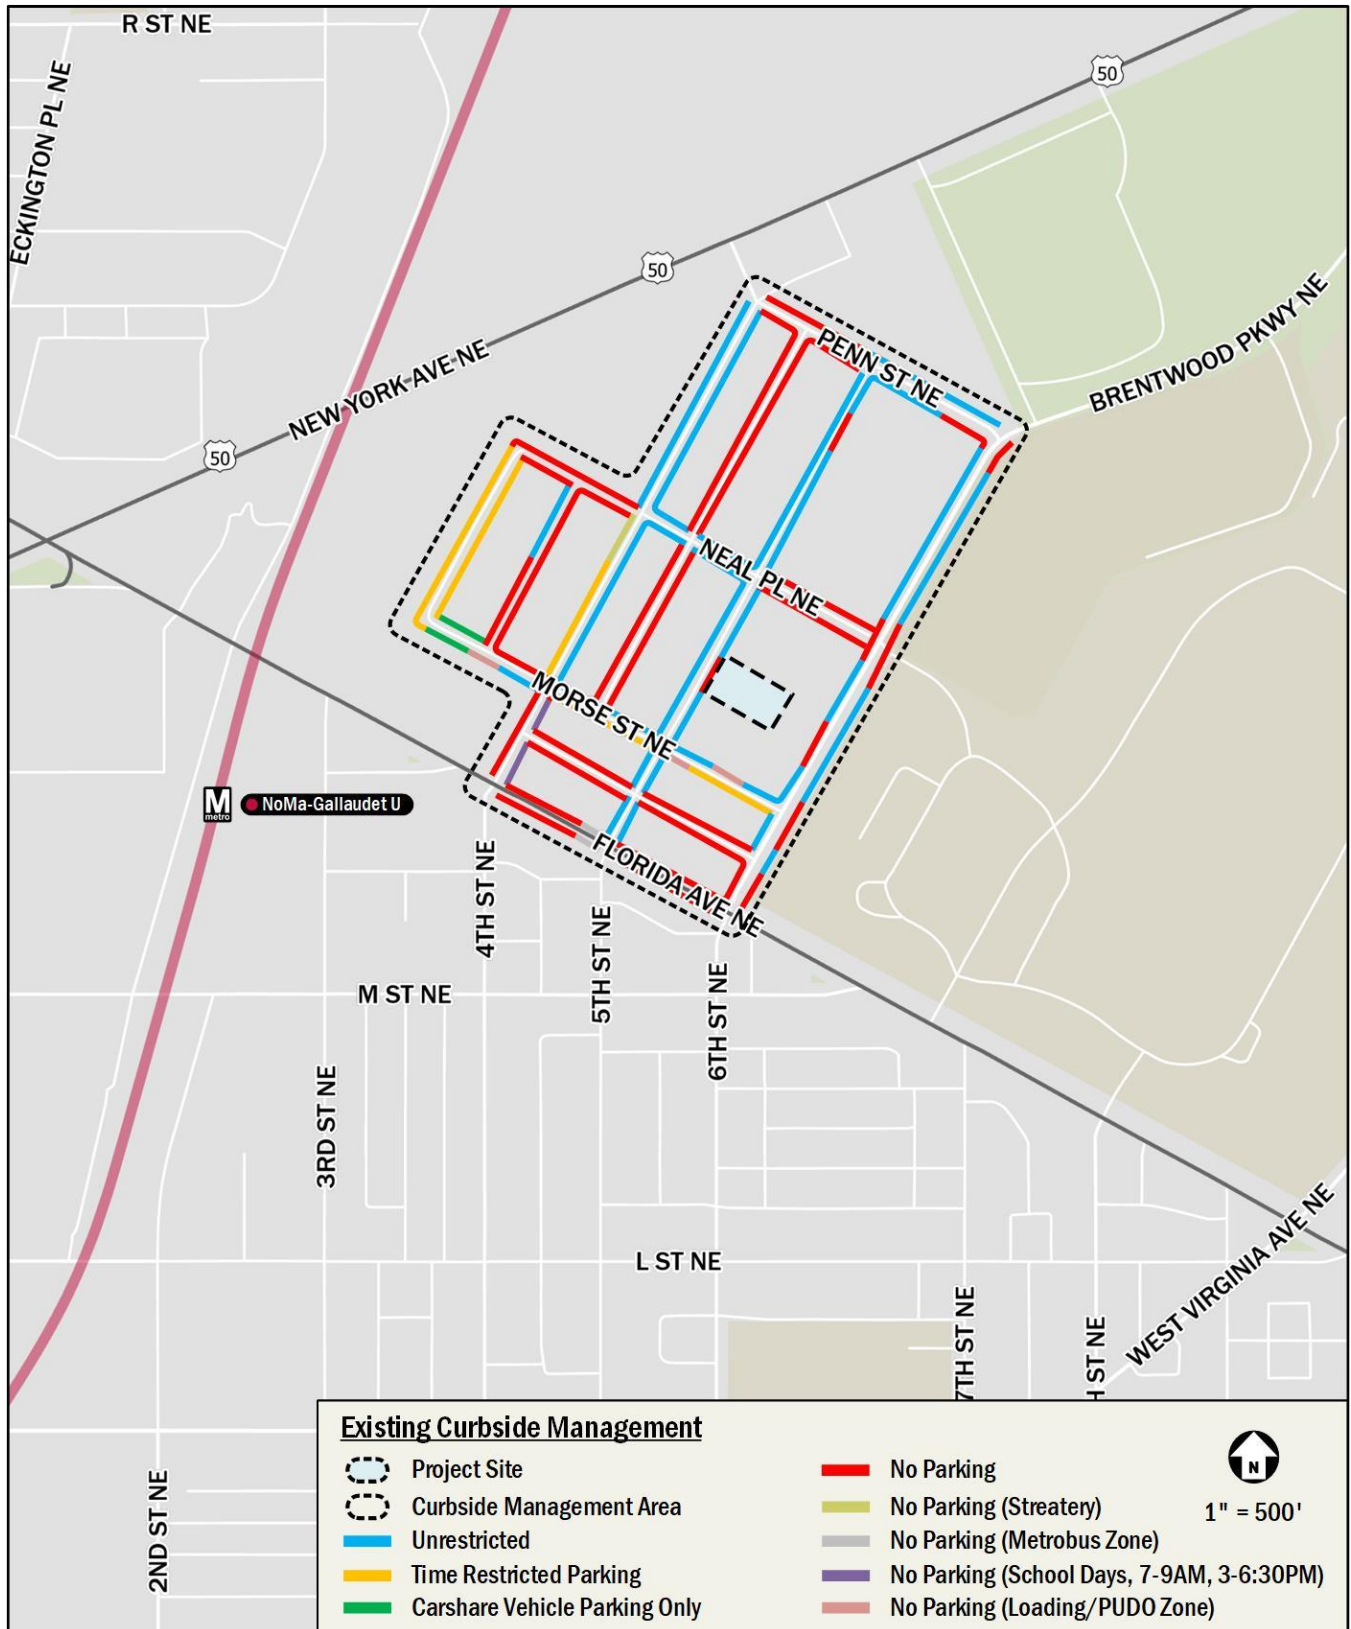 R ST NE
ECKINGTON PL NE
50
50
PENN ST NE
BRENTWOOD PKWY NE
NEW YORK AVE NE
50
NEAL PL NE
MORSE ST NE
M
metro
NoMa-Gallaudet U
FLORIDA AVE NE
4TH ST NE
5TH ST NE
6TH ST NE
M ST NE
3RD ST NE
L ST NE
WEST VIRGINIA AVE NE
7TH ST NE
H ST NE
2ND ST NE
Existing Curbside Management
Project Site
Curbside Management Area
Unrestricted
Time Restricted Parking
Carshare Vehicle Parking Only
No Parking
No Parking (Streatery)
No Parking (Metrobus Zone)
No Parking (School Days, 7-9AM, 3-6:30PM)
No Parking (Loading/PUDO Zone)
N
1" = 500'